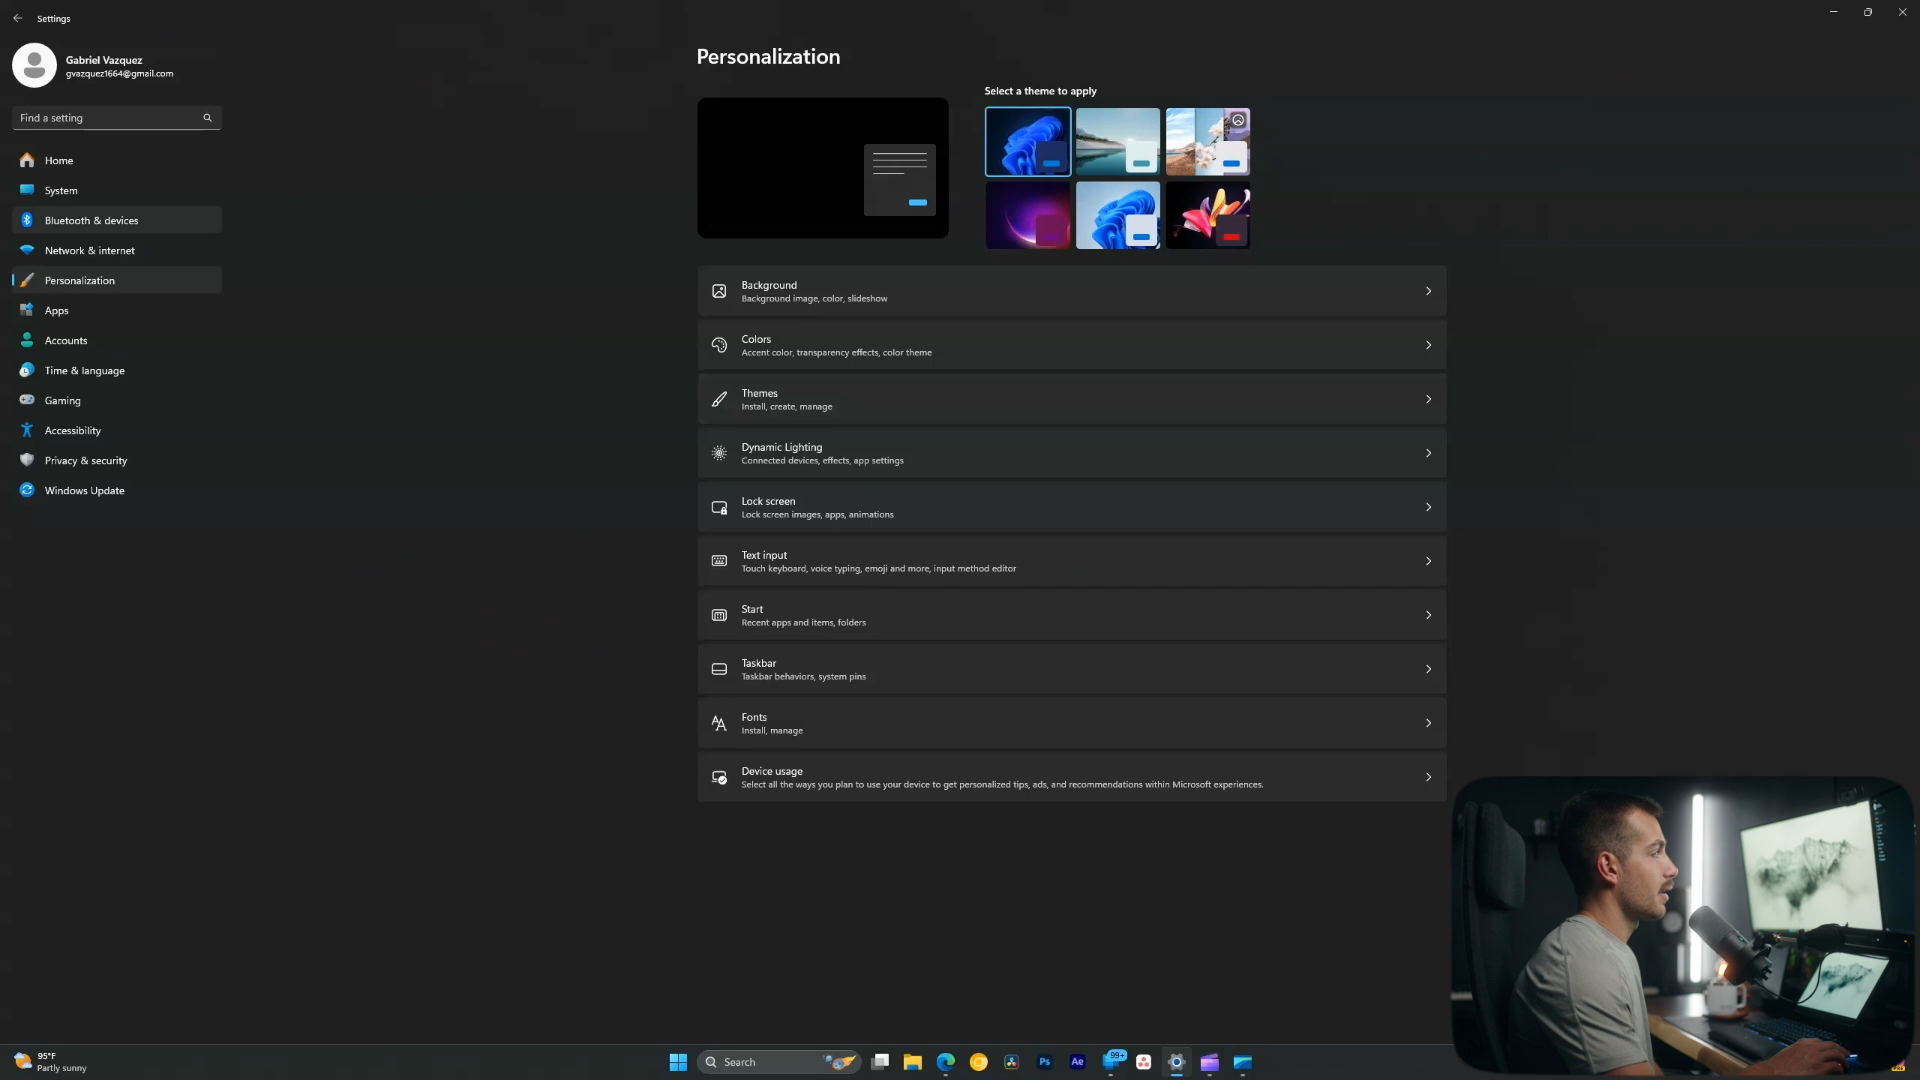 Settings
Gabriel Vazquez
gvazquez1664@gmail.com
Find a setting
Home
System
Bluetooth & devices
Network & internet
Personalization
Apps
Accounts
Time & language
Gaming
Accessibility
Privacy & security
Windows Update
Personalization
Select a theme to apply
Background
Background image, color, slideshow
Colors
Accent color, transparency effects, color theme
Themes
Install, create, manage
Dynamic Lighting
Connected devices, effects, app settings
Lock screen
Lock screen images, apps, animations
Text input
Touch keyboard, voice typing, emoji and more, input method editor
Start
Recent apps and items, folders
Taskbar
Taskbar behaviors, system pins
Fonts
Install, manage
Device usage
Select all the ways you plan to use your device to get personalized tips, ads, and recommendations within Microsoft experiences.
95°F
Partly sunny
Search
Ps
Ae
99+